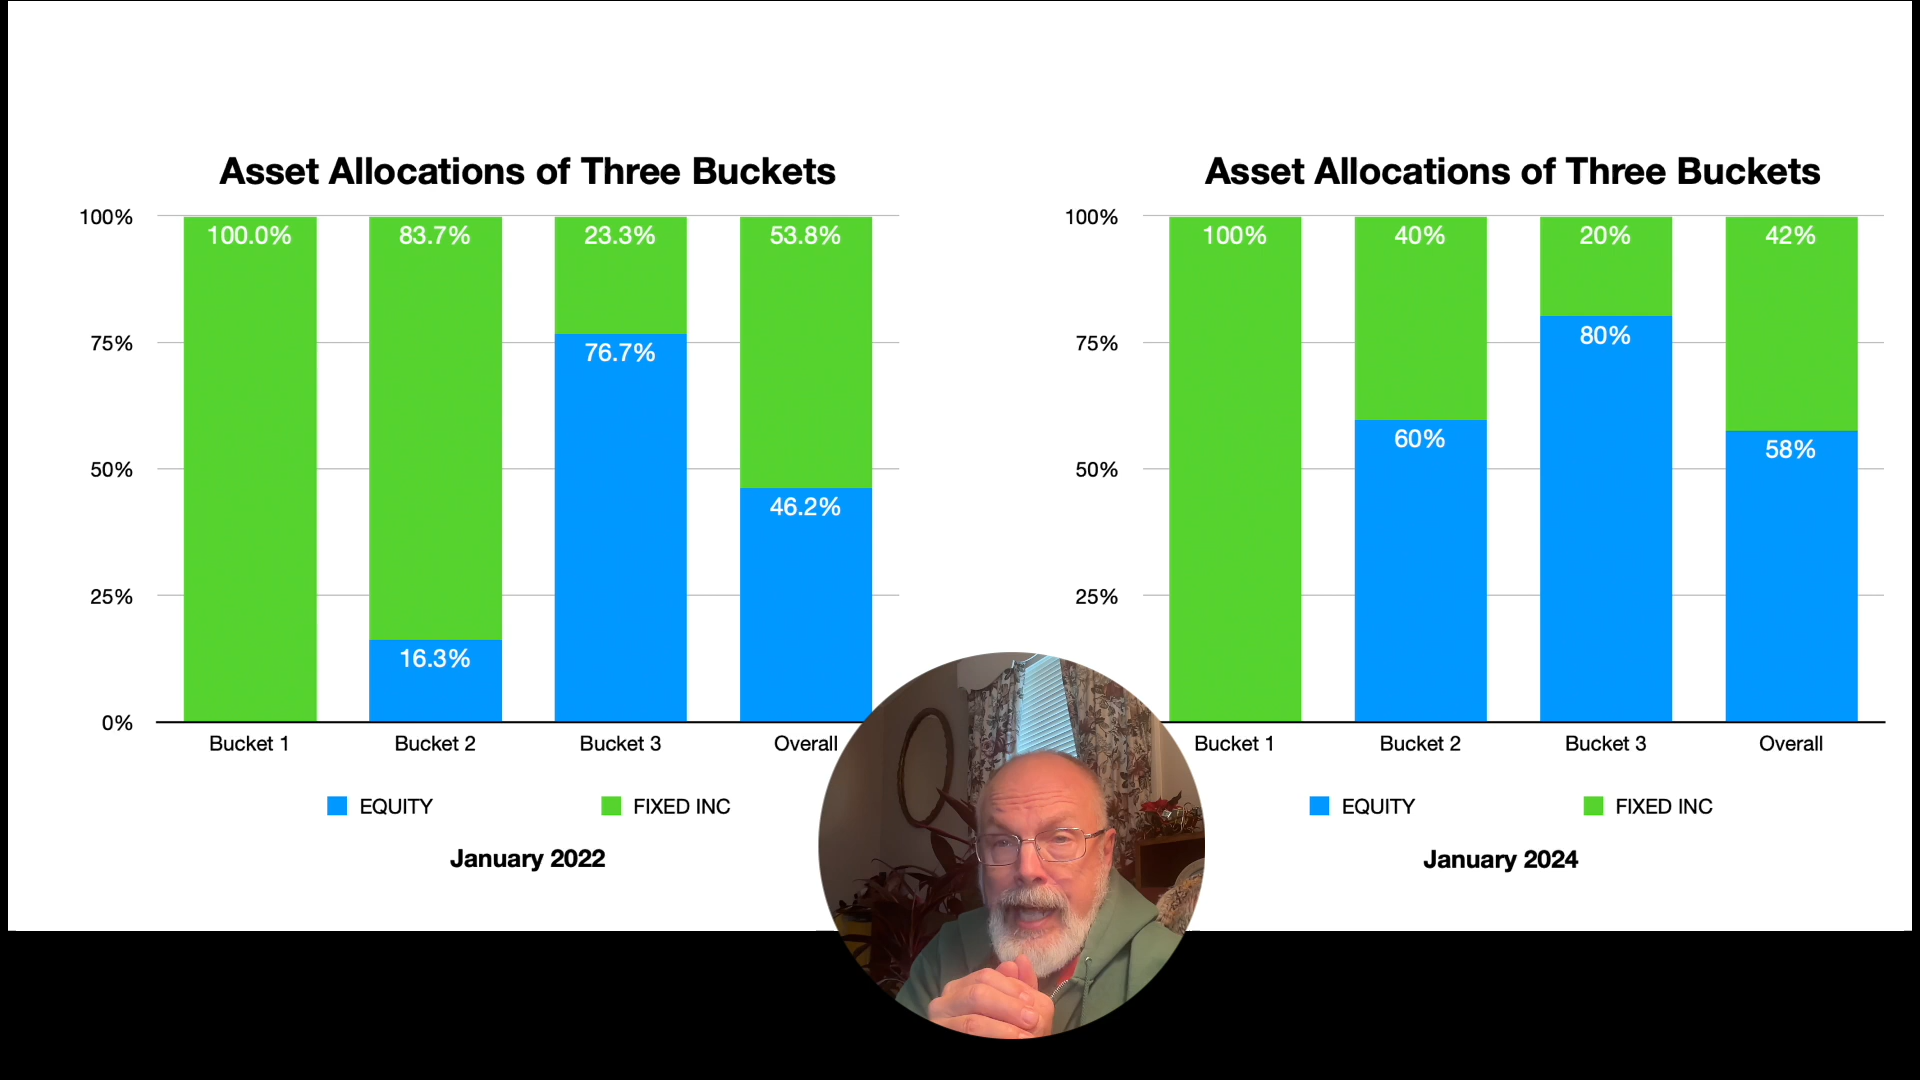 Asset Allocations of Three Buckets
100%
75%
50%
25%
0%
100.0%
83.7%
23.3%
53.8%
76.7%
46.2%
16.3%
Bucket 1
Bucket 2
Bucket 3
Overall
EQUITY
FIXED INC
January 2022
Asset Allocations of Three Buckets
100%
75%
50%
25%
100%
40%
20%
42%
80%
60%
58%
Bucket 1
Bucket 2
Bucket 3
Overall
EQUITY
FIXED INC
January 2024